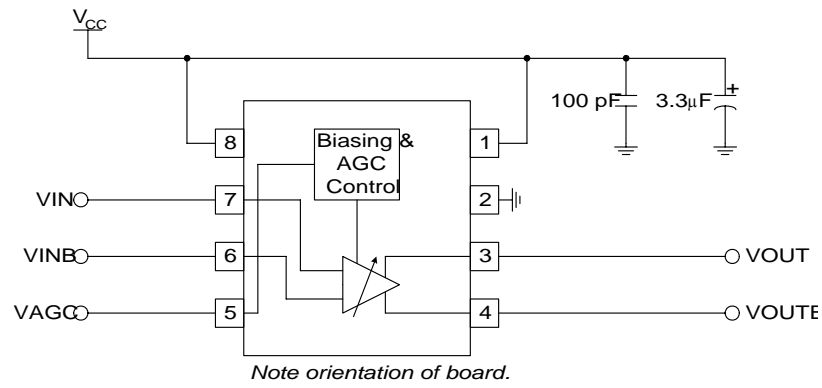 VCC
100 pF
3.3μF
+
8
Biasing &
AGC
Control
1
VIN
7
2
VINB
6
3
VOUT
VAGC
5
4
VOUTB
Note orientation of board.